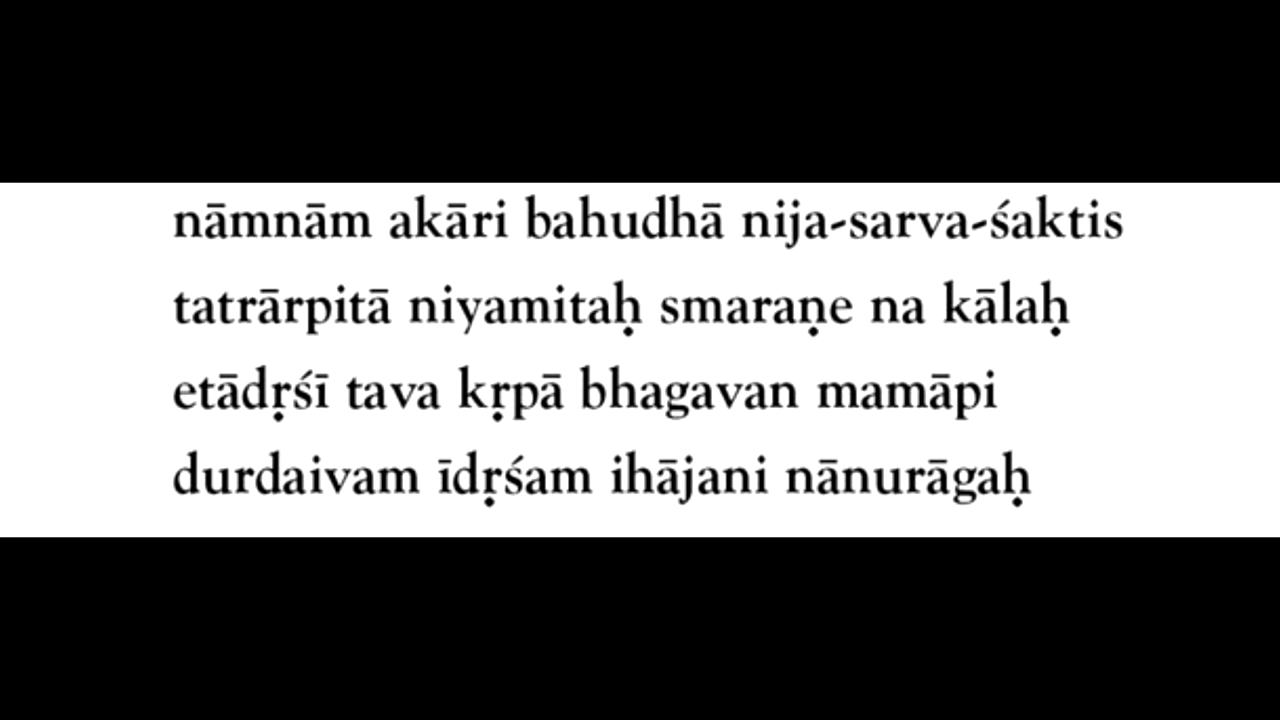 nāmnām akāri bahudhā nija-sarva-śaktis
tatrārpitā niyamitaḥ smaraṇe na kālaḥ
etādṛśī tava kṛpā bhagavan mamāpi
durdaivam īdṛśam ihājani nānurāgaḥ